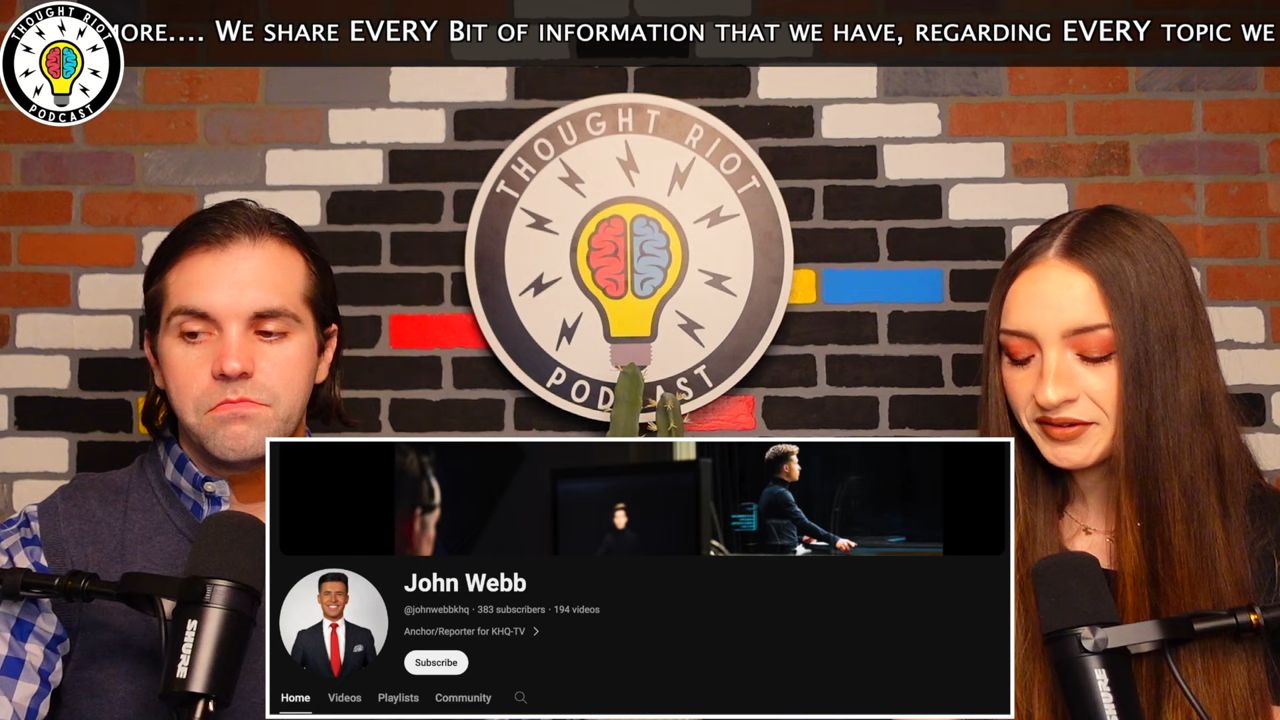 MORE.... WE SHARE EVERY BIT OF INFORMATION THAT WE HAVE, REGARDING EVERY TOPIC WE
THOUGHT RIOT
PODCAST
THOUGHT RIOT
PODCAST
John Webb
@johnwebbkhq · 383 subscribers · 194 videos
Anchor/Reporter for KHQ-TV
Subscribe
Home Videos Playlists Community
SHURE
SHURE